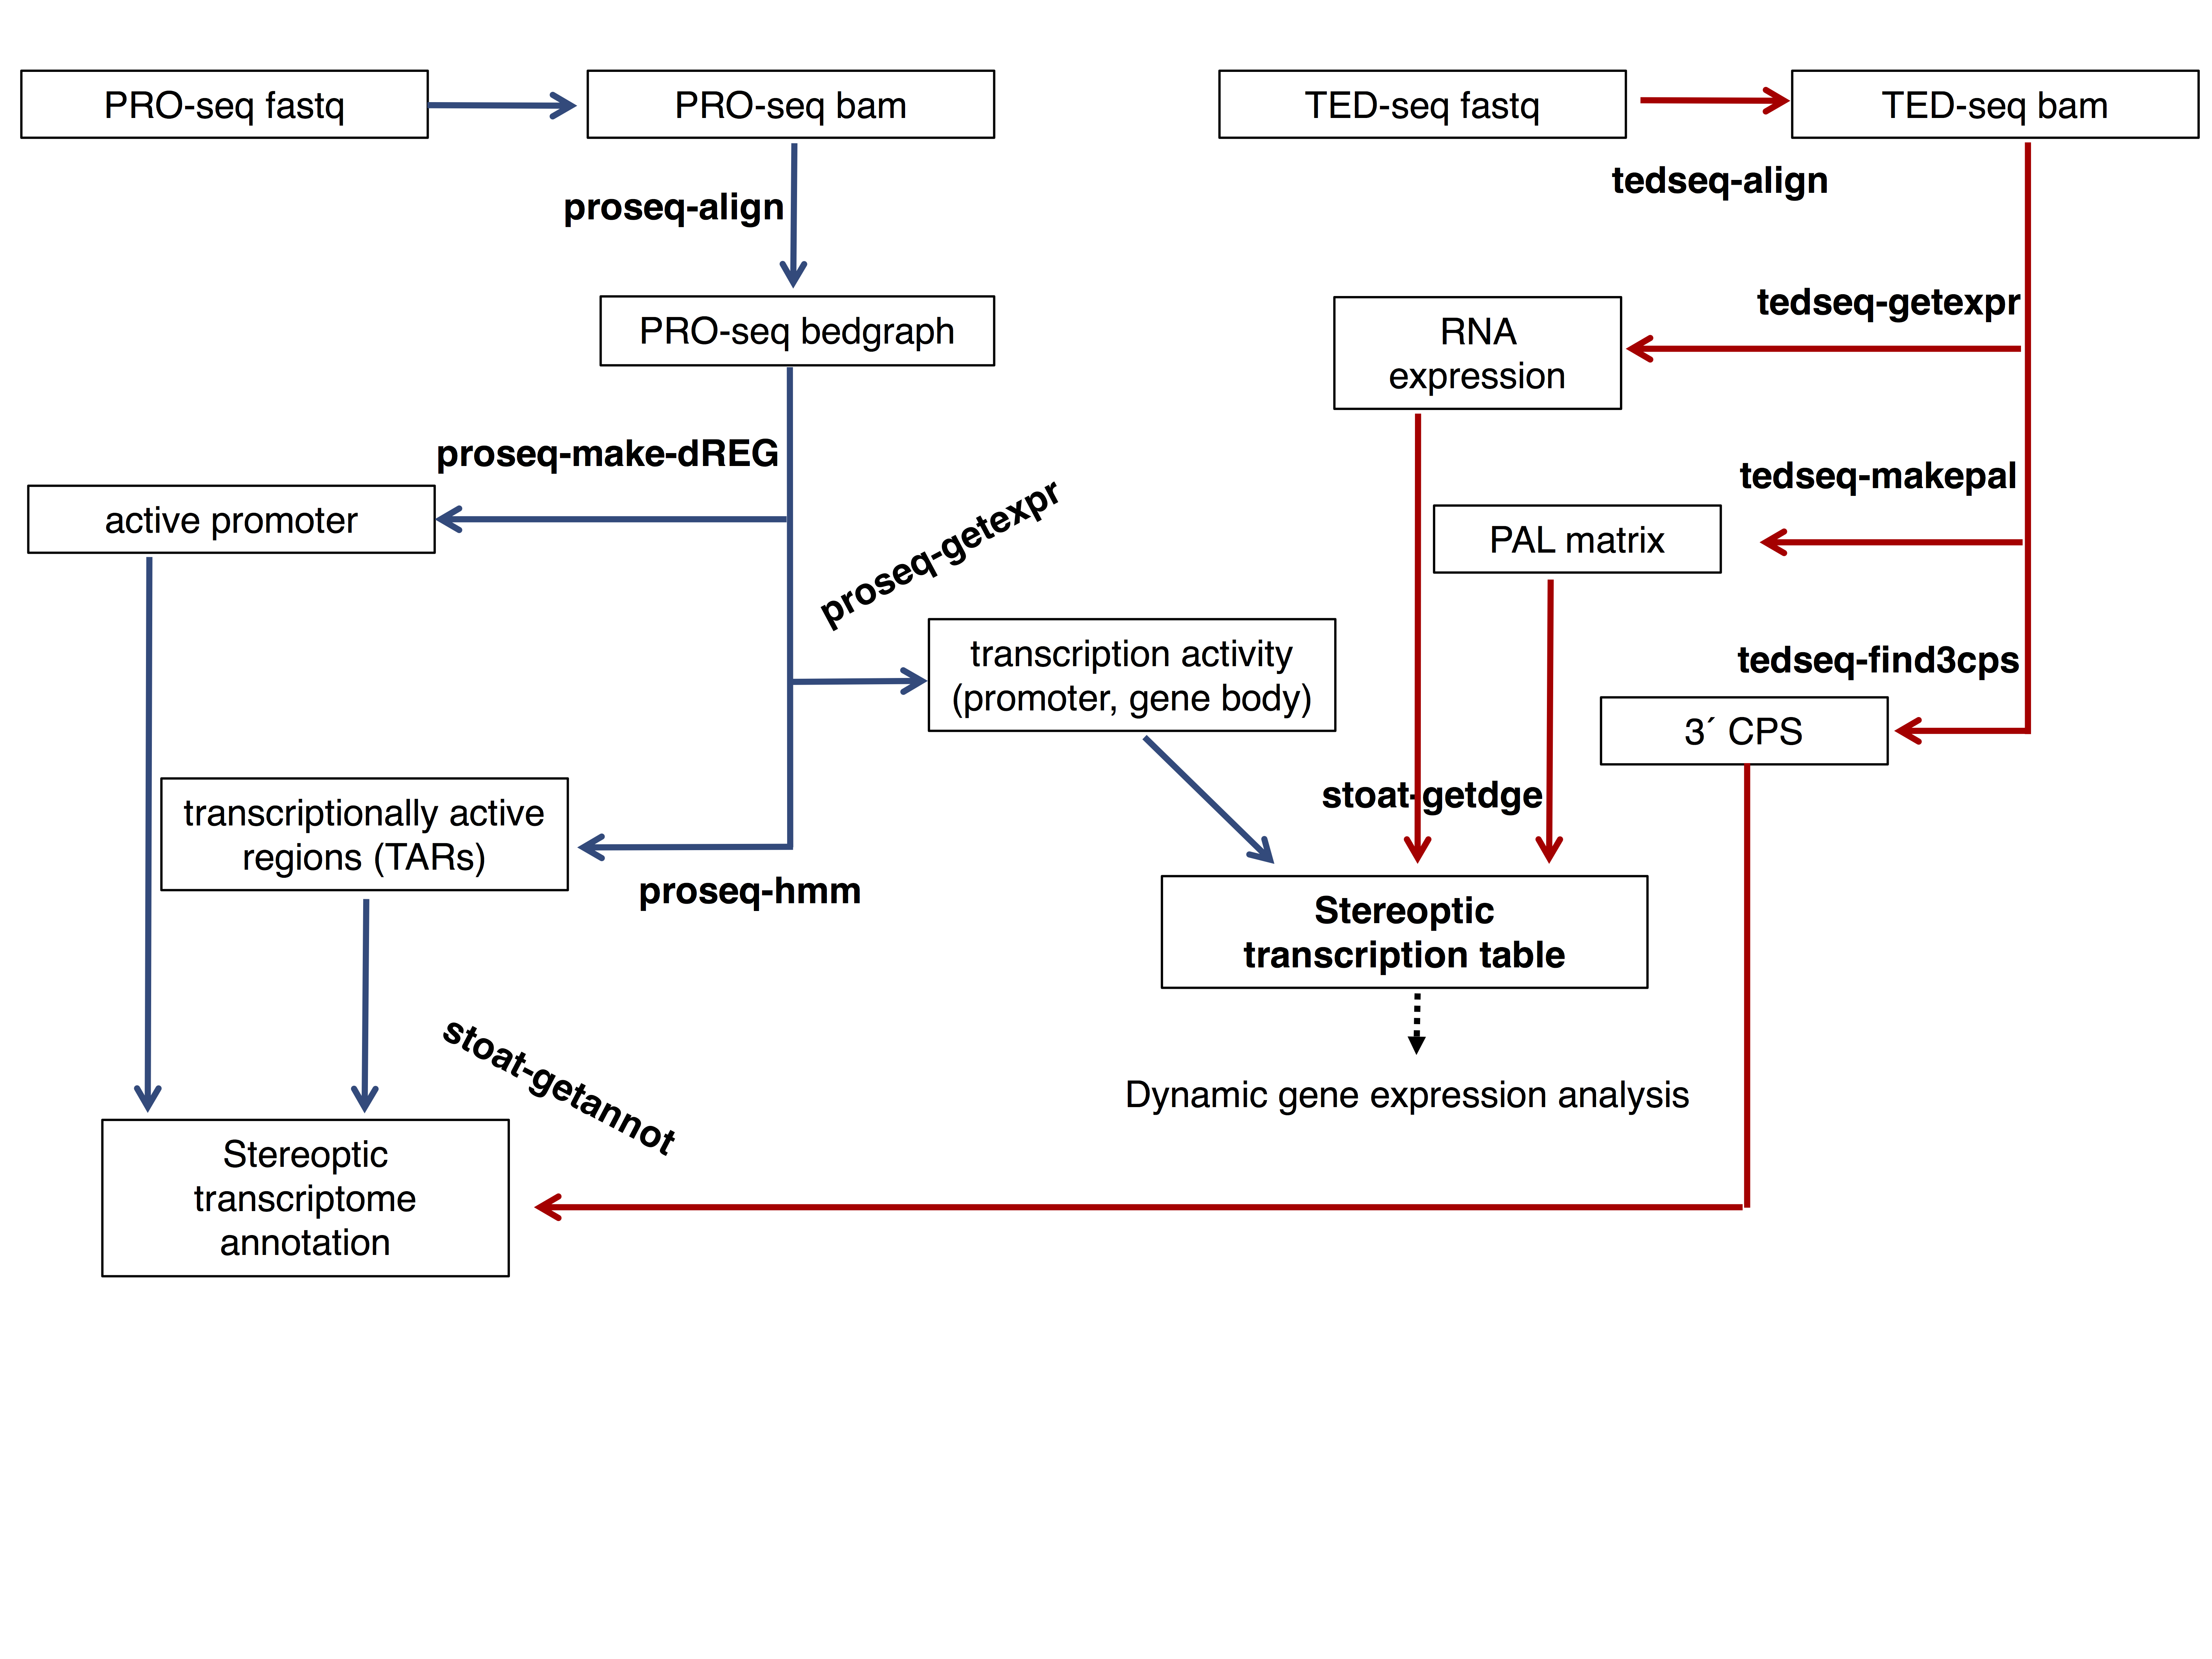 PRO-seq fastq
PRO-seq bam
TED-seq fastq
TED-seq bam
proseq-align
tedseq-align
PRO-seq bedgraph
RNA
expression
tedseq-getexpr
proseq-make-dREG
active promoter
proseq-getexpr
tedseq-makepal
PAL matrix
transcription activity
(promoter, gene body)
tedseq-find3cps
3´ CPS
transcriptionally active
regions (TARs)
stoat-getdge
proseq-hmm
Stereoptic
transcription table
stoat-getannot
Dynamic gene expression analysis
Stereoptic
transcriptome
annotation